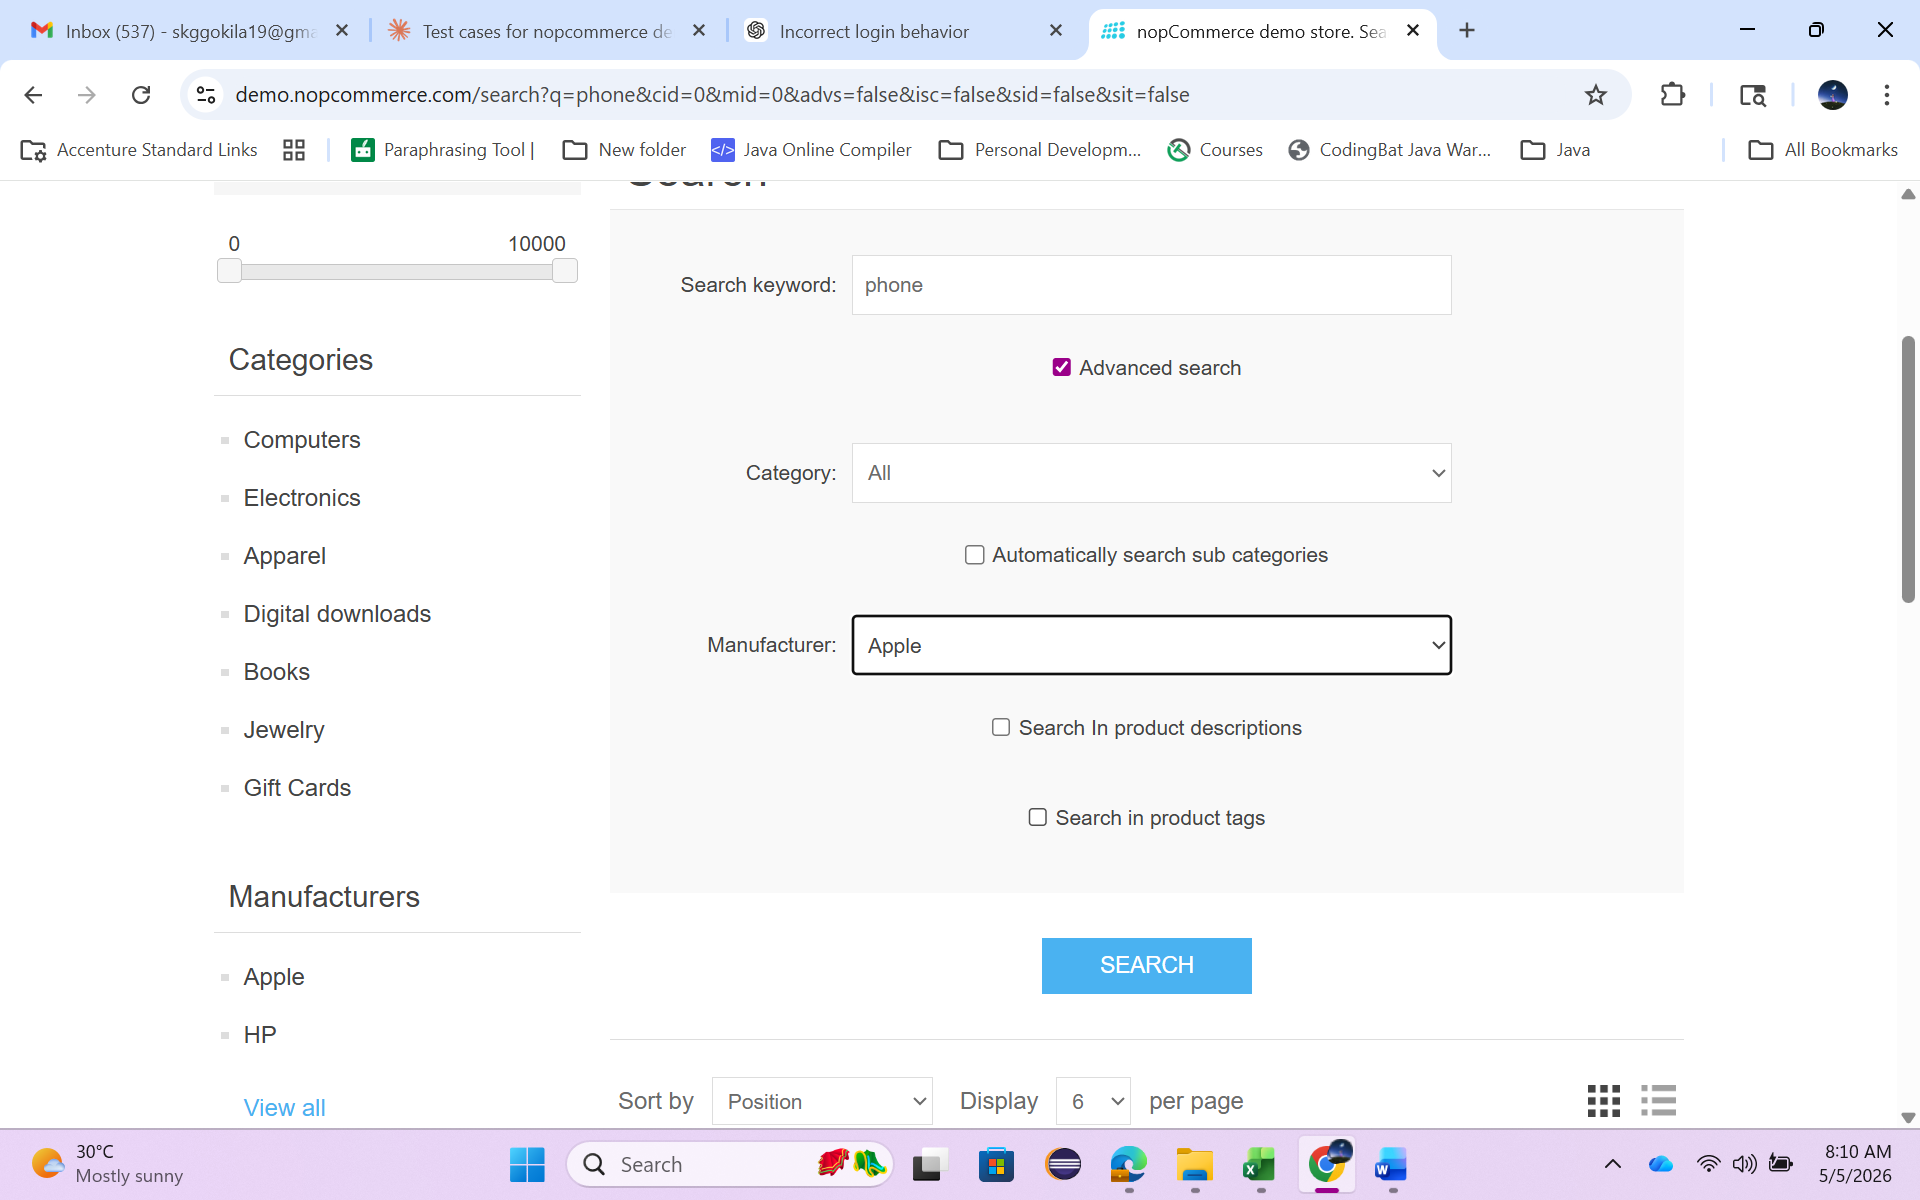 Inbox (537) - skggokila19@gma
Test cases for nopcommerce de
Incorrect login behavior
nopCommerce demo store. Sea
demo.nopcommerce.com/search?q=phone&cid=0&mid=0&advs=false&isc=false&sid=false&sit=false
Accenture Standard Links
Paraphrasing Tool |
New folder
Java Online Compiler
Personal Developm...
Courses
CodingBat Java War...
Java
All Bookmarks
Search
0 10000
Categories
Computers
Electronics
Apparel
Digital downloads
Books
Jewelry
Gift Cards
Manufacturers
Apple
HP
View all
Search keyword: phone
Advanced search
Category: All
Automatically search sub categories
Manufacturer: Apple
Search In product descriptions
Search in product tags
SEARCH
Sort by Position Display 6 per page
30°C
Mostly sunny
Search
8:10 AM
5/5/2026